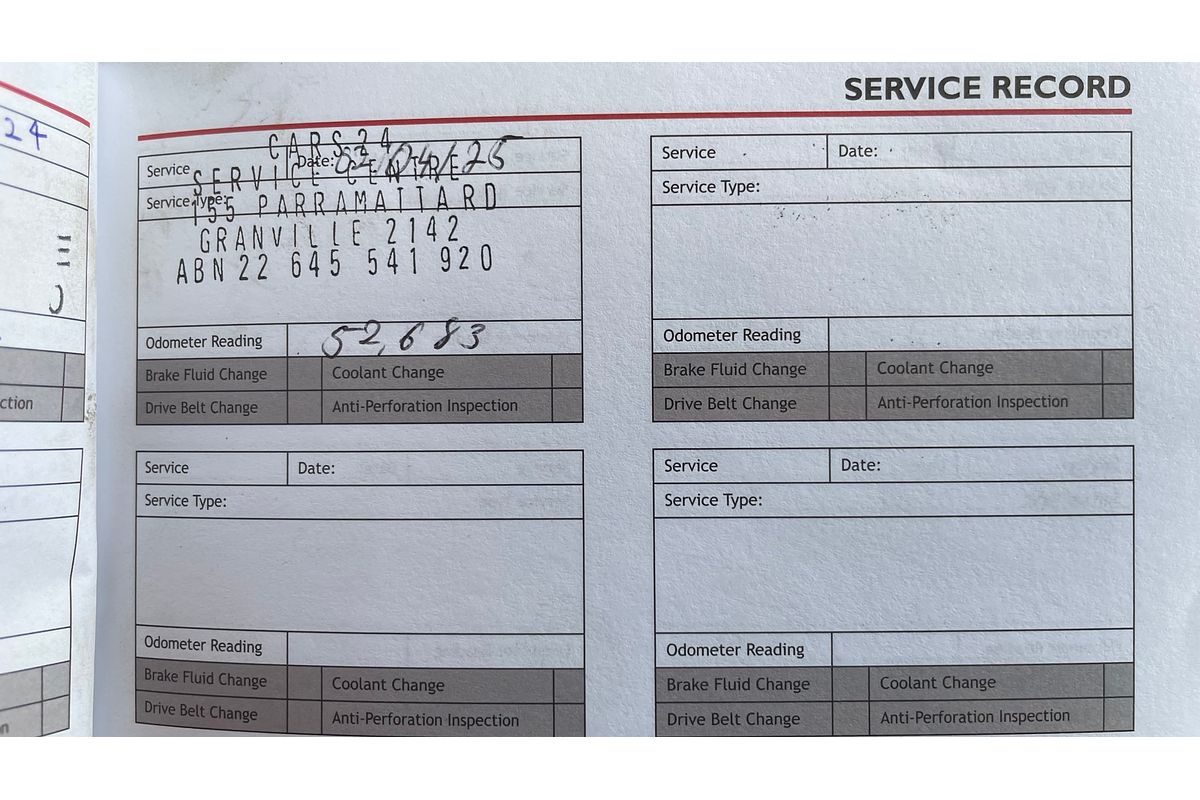 24
SERVICE RECORD
CARS24
Service Date: 02/04/25
SERVICE CENTRE
Service Type:
155 PARRAMATTARD
GRANVILLE 2142
ABN 22 645 541 920
Odometer Reading 52,683
Brake Fluid Change Coolant Change
Drive Belt Change Anti-Perforation Inspection
Service Date:
Service Type:
Odometer Reading
Brake Fluid Change Coolant Change
Drive Belt Change Anti-Perforation Inspection
Service Date:
Service Type:
Odometer Reading
Brake Fluid Change Coolant Change
Drive Belt Change Anti-Perforation Inspection
Service Date:
Service Type:
Odometer Reading
Brake Fluid Change Coolant Change
Drive Belt Change Anti-Perforation Inspection